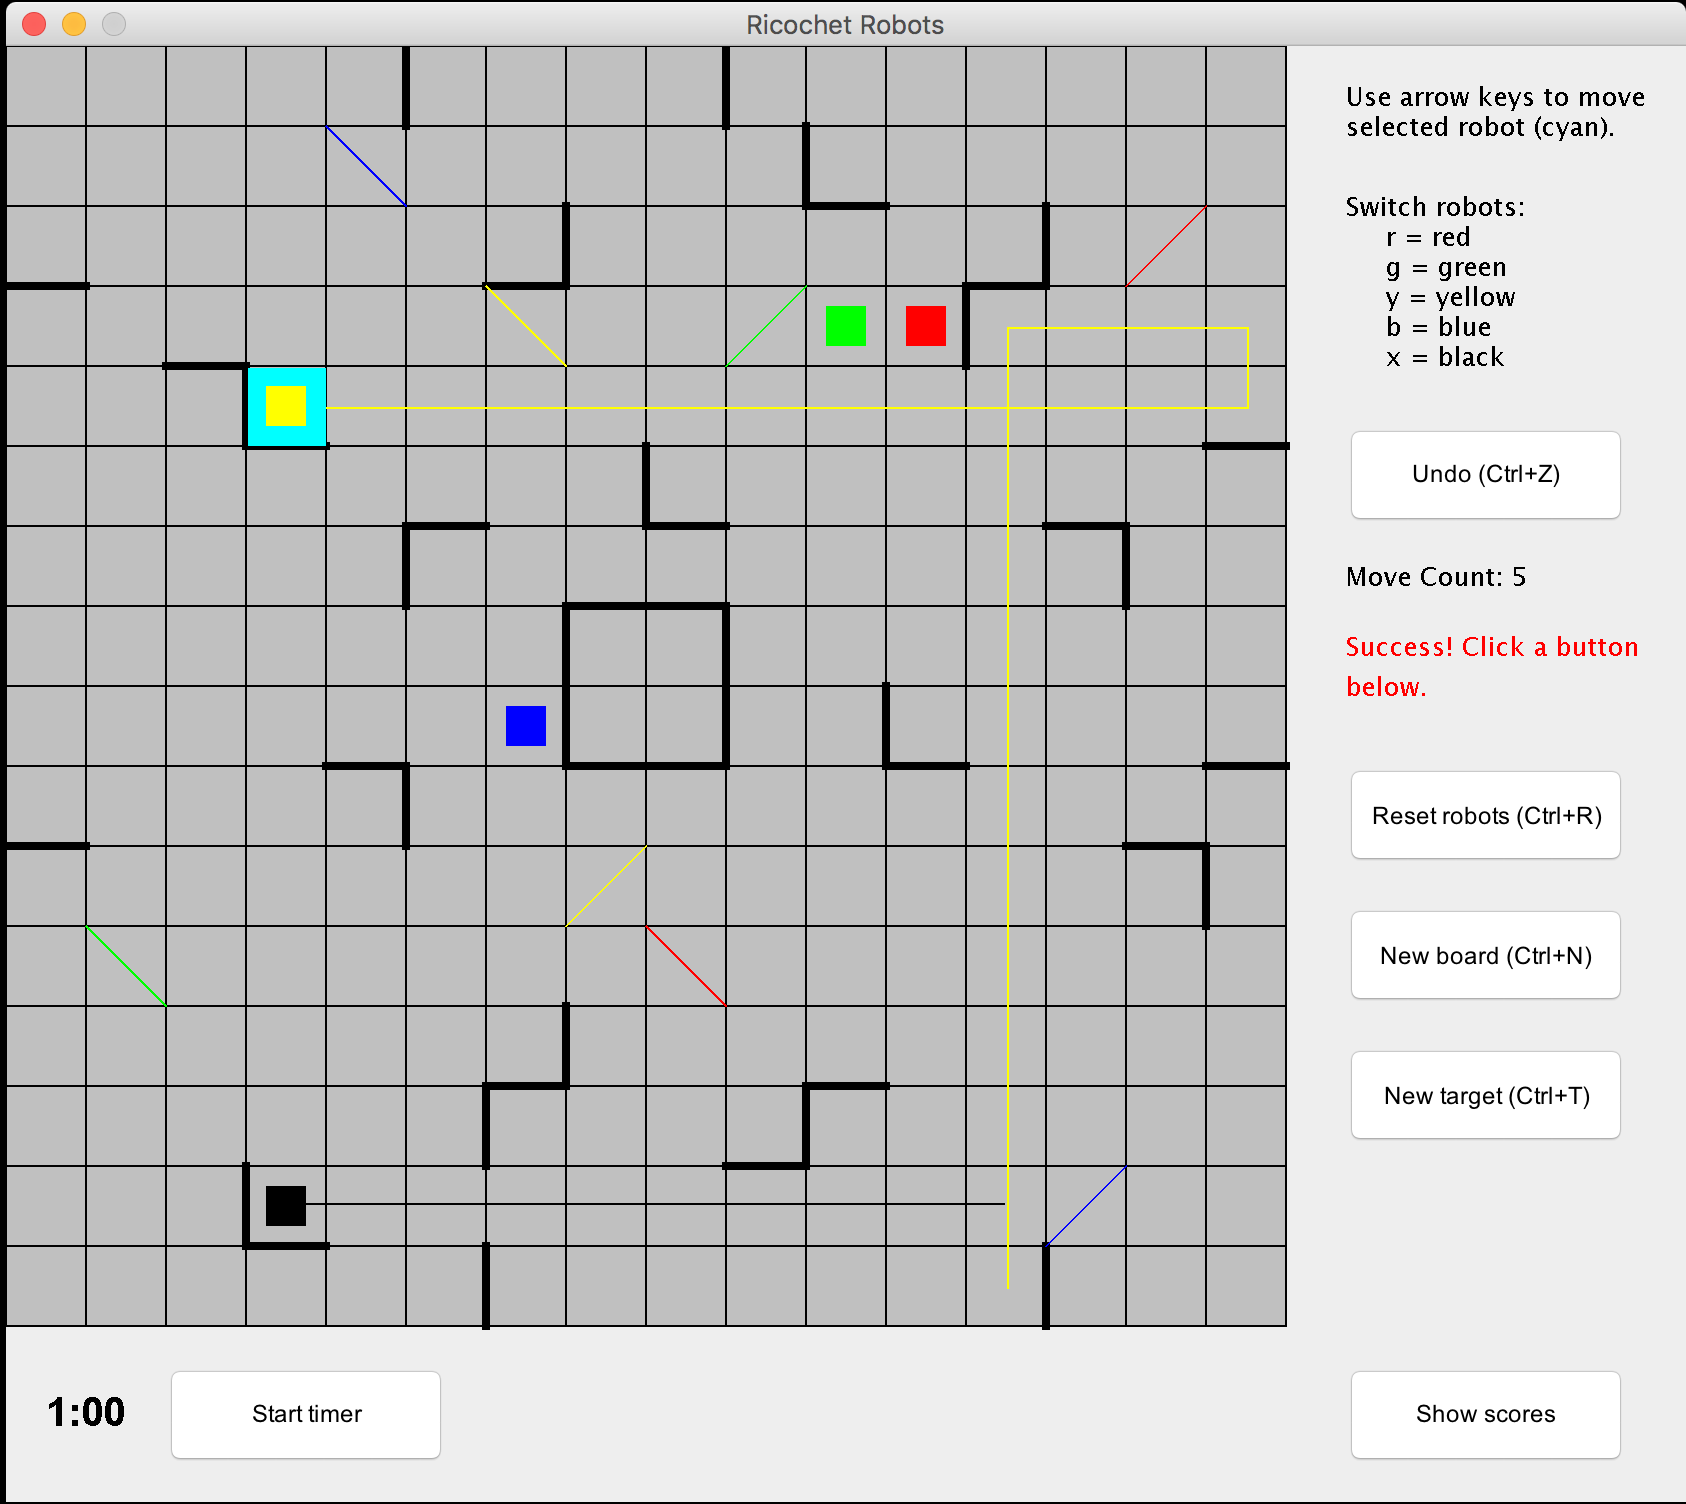 Ricochet Robots
Use arrow keys to move
selected robot (cyan).
Switch robots:
r = red
g = green
y = yellow
b = blue
x = black
Undo (Ctrl+Z)
Move Count: 5
Success! Click a button
below.
Reset robots (Ctrl+R)
New board (Ctrl+N)
New target (Ctrl+T)
1:00
Start timer
Show scores